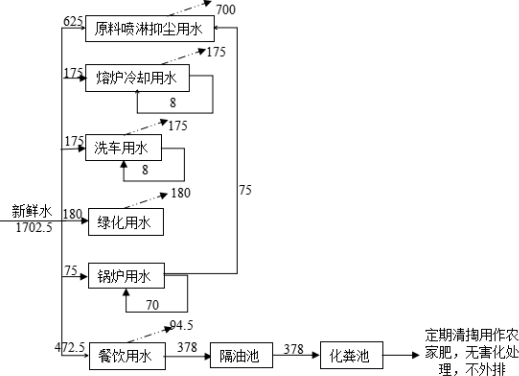 700
625
原料喷淋抑尘用水
175
175
熔炉冷却用水
8
175
175
洗车用水
8
75
180
新鲜水
180
绿化用水
1702.5
75
锅炉用水
70
94.5
定期清掏用作农
家肥，无害化处
理，不外排
472.5
餐饮用水
378
隔油池
378
化粪池